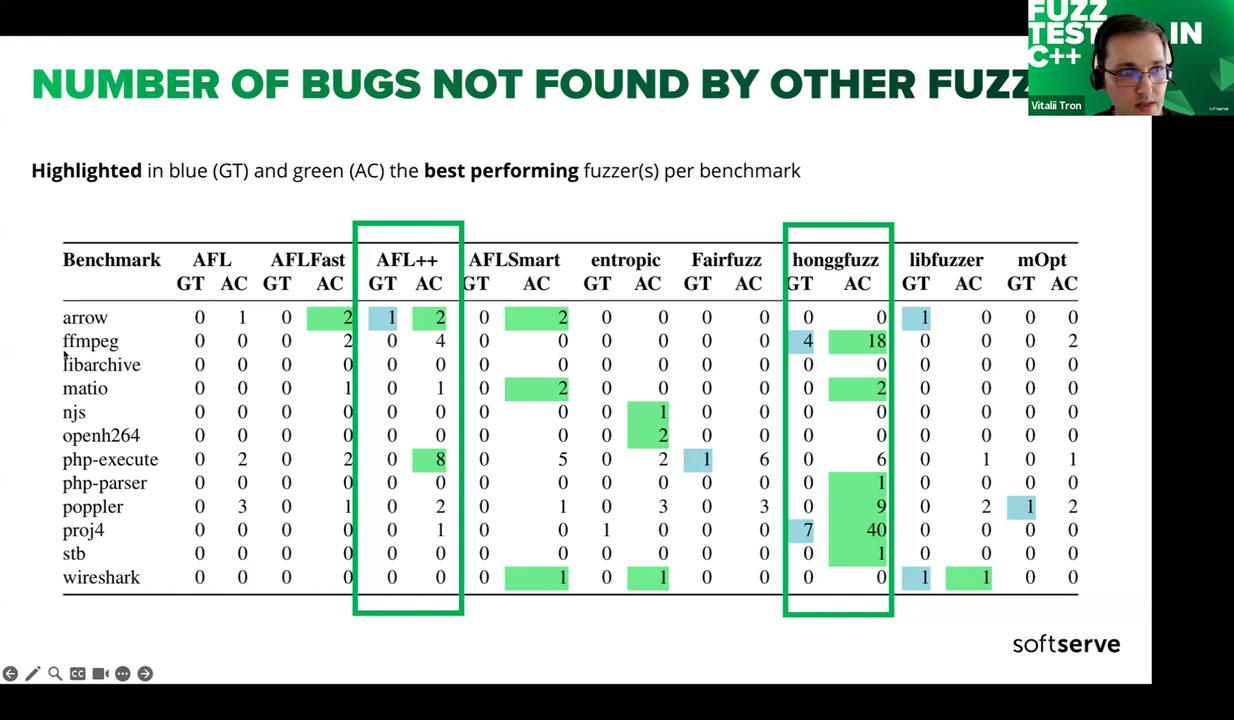 FUZZ
TEST IN
C++
Vitalii Tron
softserve
NUMBER OF BUGS NOT FOUND BY OTHER FUZZ
Highlighted in blue (GT) and green (AC) the best performing fuzzer(s) per benchmark
Benchmark AFL AFLFast AFL++ AFLSmart entropic Fairfuzz honggfuzz libfuzzer mOpt
GT AC GT AC GT AC GT AC GT AC GT AC GT AC GT AC GT AC
arrow 0 1 0 2 1 2 0 2 0 0 0 0 0 0 1 0 0 0
ffmpeg 0 0 0 2 0 4 0 0 0 0 0 0 4 18 0 0 0 2
libarchive 0 0 0 0 0 0 0 0 0 0 0 0 0 0 0 0 0 0
matio 0 0 0 1 0 1 0 2 0 0 0 0 0 2 0 0 0 0
njs 0 0 0 0 0 0 0 0 0 1 0 0 0 0 0 0 0 0
openh264 0 0 0 0 0 0 0 0 0 2 0 0 0 0 0 0 0 0
php-execute 0 2 0 2 0 8 0 5 0 2 1 6 0 6 0 1 0 1
php-parser 0 0 0 0 0 0 0 0 0 0 0 0 0 1 0 0 0 0
poppler 0 3 0 1 0 2 0 1 0 3 0 3 0 9 0 2 1 2
proj4 0 0 0 0 0 1 0 0 1 0 0 0 7 40 0 0 0 0
stb 0 0 0 0 0 0 0 0 0 0 0 0 0 1 0 0 0 0
wireshark 0 0 0 0 0 0 0 1 0 1 0 0 0 0 1 1 0 0
softserve
CC